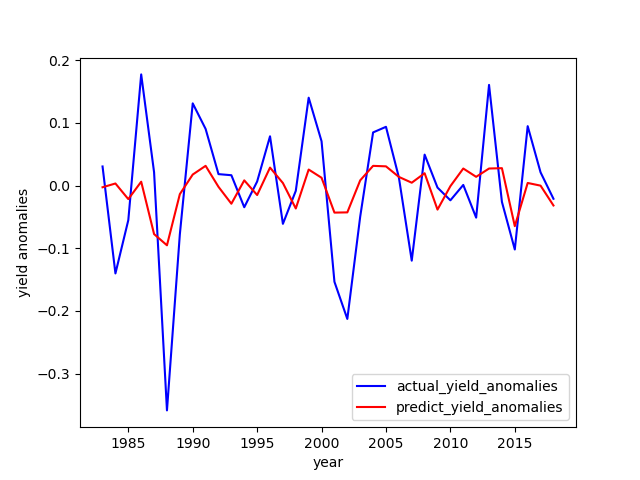 0.2
0.1
0.0
−0.1
−0.2
−0.3
yield anomalies
actual_yield_anomalies
predict_yield_anomalies
1985 1990 1995 2000 2005 2010 2015
year